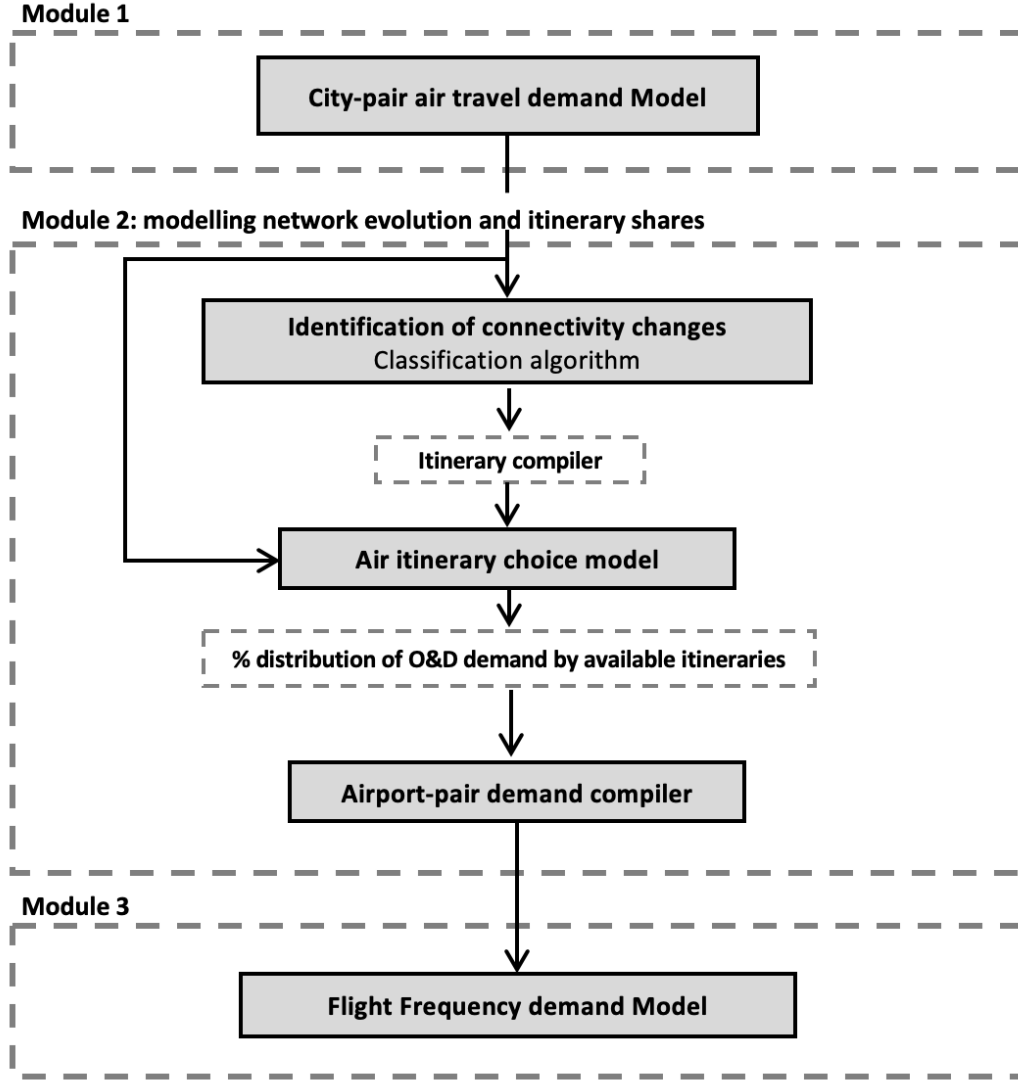 Module 1
City-pair air travel demand Model
Module 2: modelling network evolution and itinerary shares
Identification of connectivity changes
Classification algorithm
Itinerary compiler
Air itinerary choice model
% distribution of O&D demand by available itineraries
Airport-pair demand compiler
Module 3
Flight Frequency demand Model